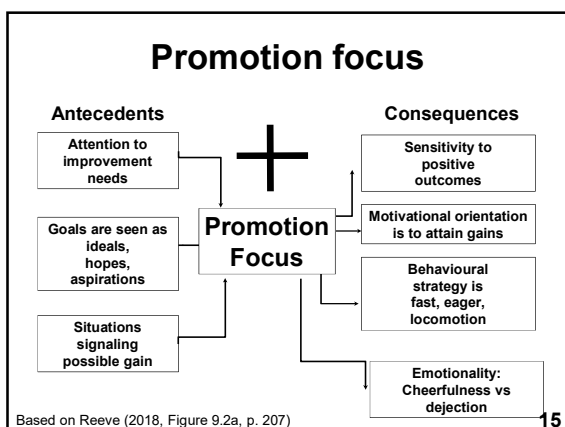 Promotion focus
Antecedents
Attention to
improvement
needs
Goals are seen as
ideals,
hopes,
aspirations
Situations
signaling
possible gain
Promotion
Focus
Consequences
Sensitivity to
positive
outcomes
Motivational orientation
is to attain gains
Behavioural
strategy is
fast, eager,
locomotion
Emotionality:
Cheerfulness vs
dejection
Based on Reeve (2018, Figure 9.2a, p. 207)
15